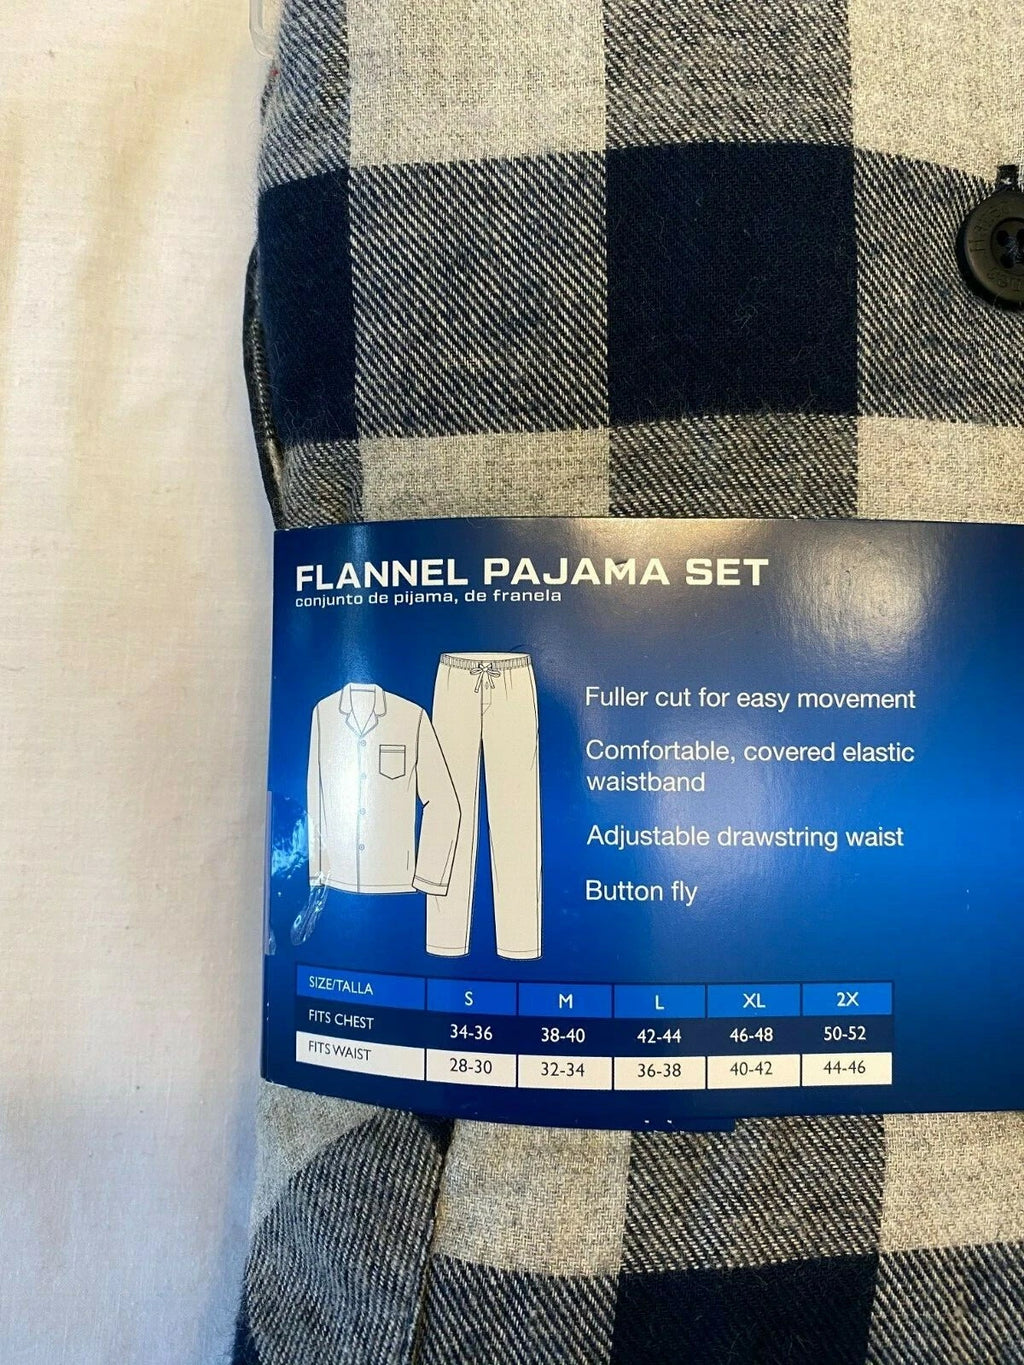 FLANNEL PAJAMA SET
conjunto de pijama, de franela
Fuller cut for easy movement
Comfortable, covered elastic
waistband
Adjustable drawstring waist
Button fly
SIZE/TALLA S M L XL 2X
FITS CHEST 34-36 38-40 42-44 46-48 50-52
FITS WAIST 28-30 32-34 36-38 40-42 44-46